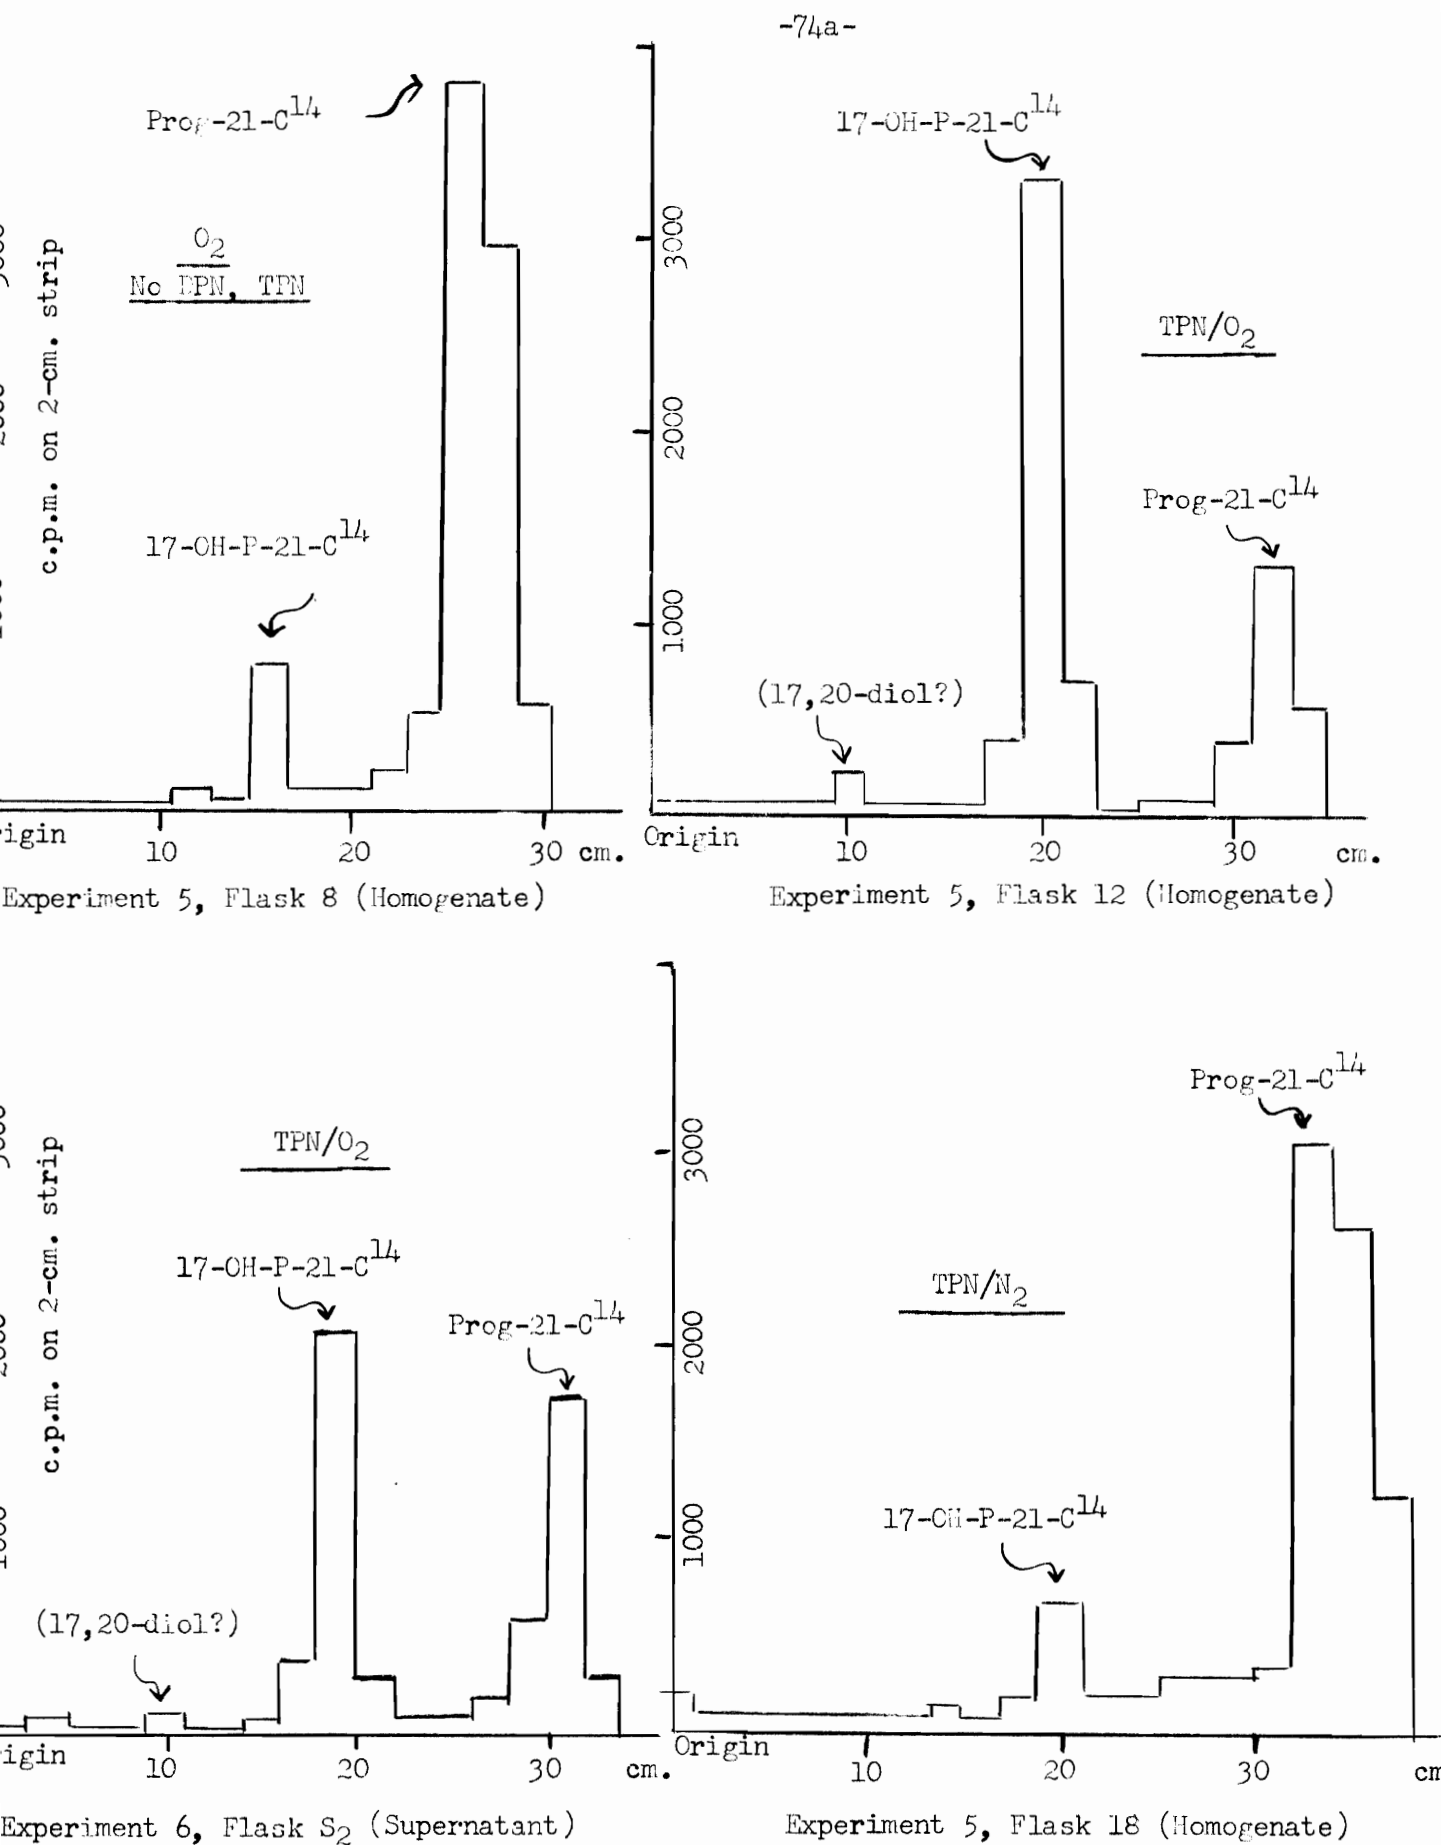 -74a-
Prog-21-C14
O2
No DPN, TPN
17-OH-P-21-C14
c.p.m. on 2-cm. strip
10
20
30 cm.
Experiment 5, Flask 8 (Homogenate)
17-OH-P-21-C14
TPN/O2
Prog-21-C14
(17,20-diol?)
3000
2000
1000
Origin
10
20
30
cm.
Experiment 5, Flask 12 (Homogenate)
TPN/O2
17-OH-P-21-C14
Prog-21-C14
(17,20-diol?)
c.p.m. on 2-cm. strip
10
20
30
cm.
Experiment 6, Flask S2 (Supernatant)
Prog-21-C14
TPN/N2
17-OH-P-21-C14
3000
2000
1000
Origin
10
20
30
cm
Experiment 5, Flask 18 (Homogenate)